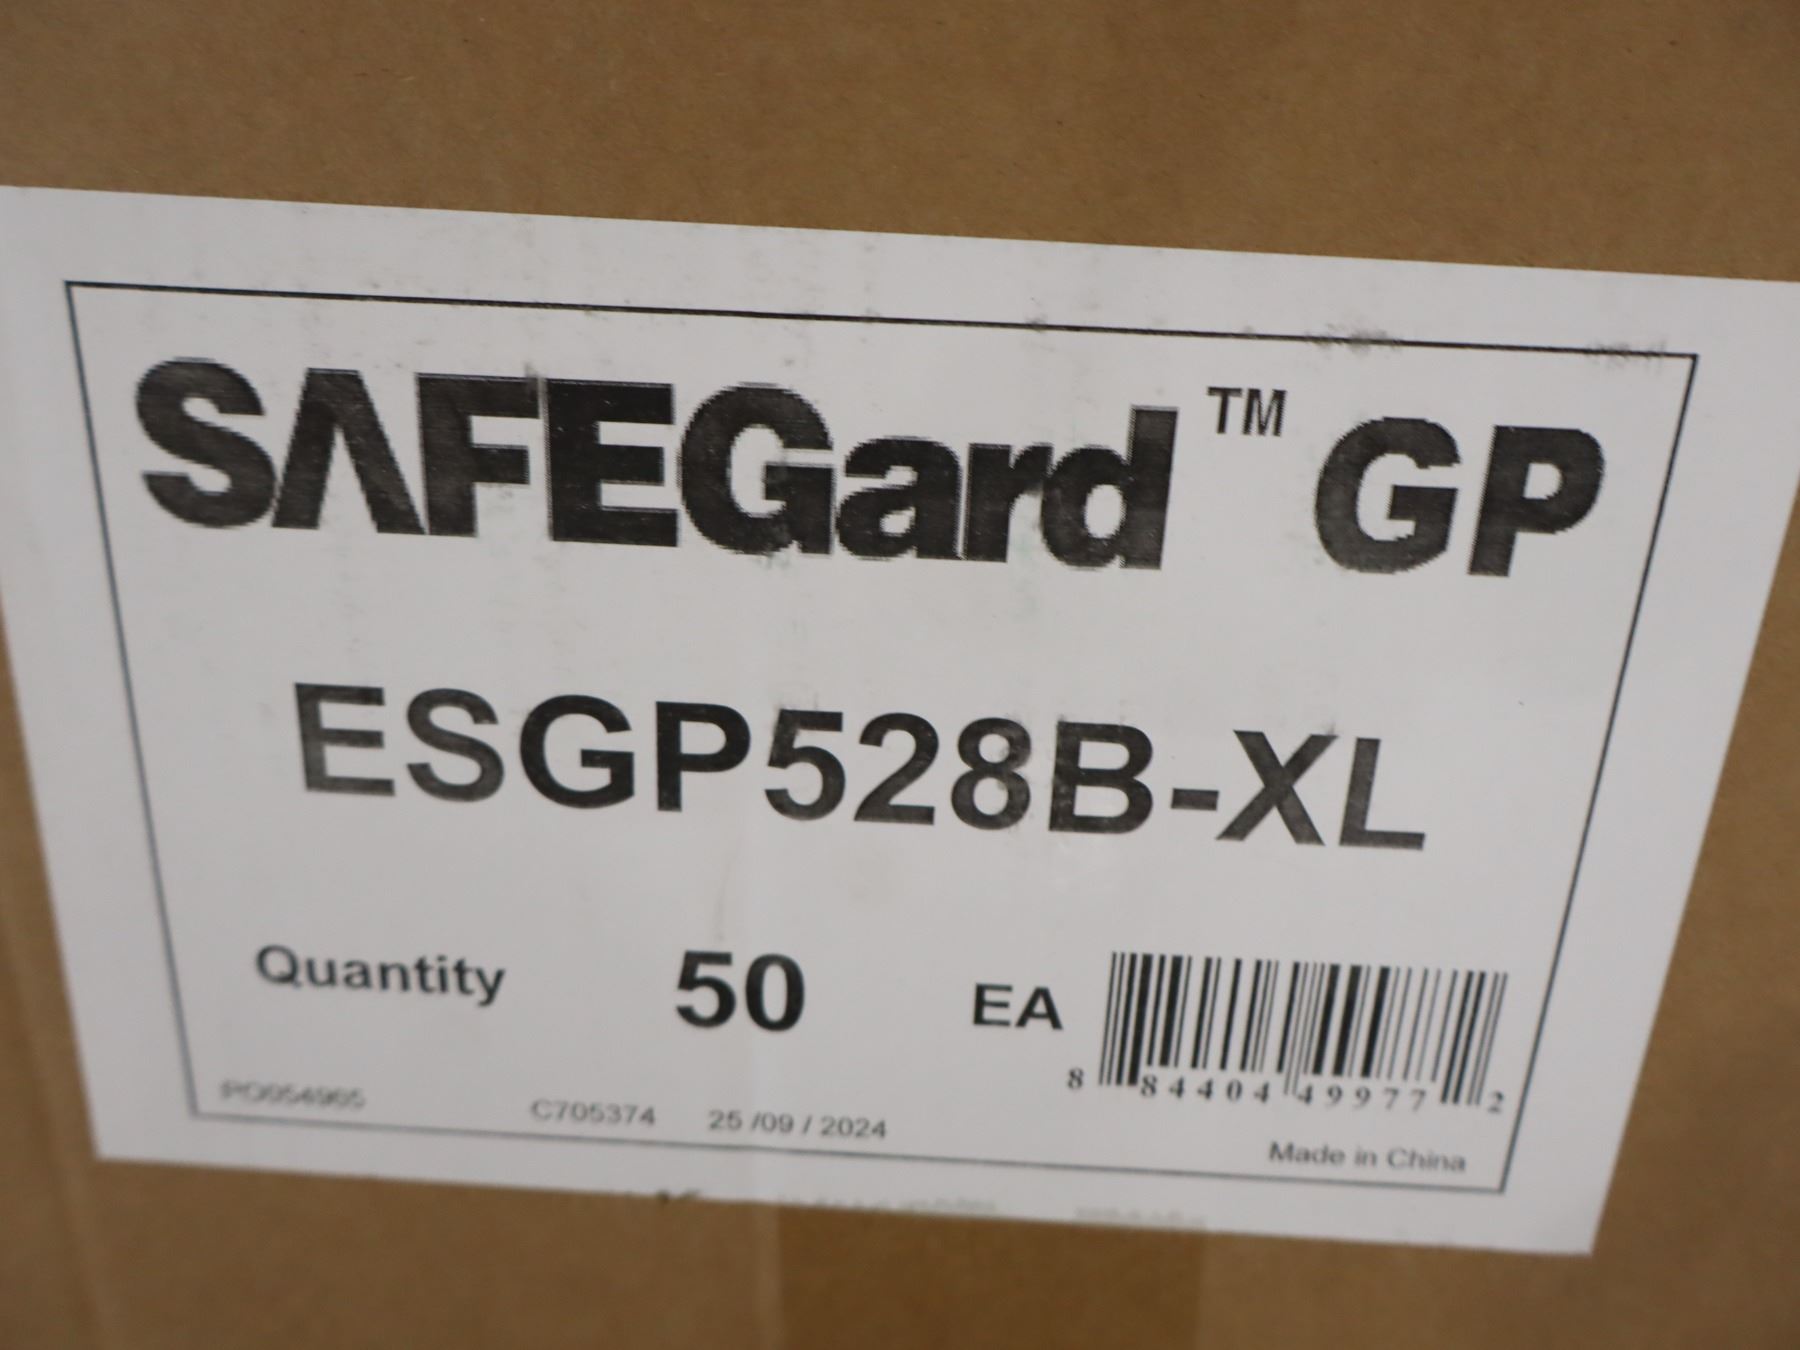 SAFEGard™ GP
ESGP528B-XL
Quantity 50 EA
8 84404 49977 2
PO054965 C705374 25 /09 / 2024
Made in China